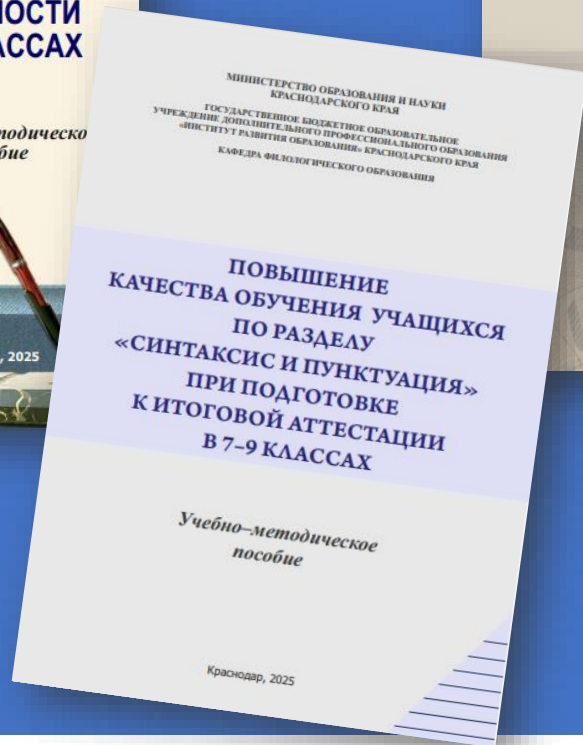 НОСТИ
АССАХ
тодическо
бие
, 2025
МИНИСТЕРСТВО ОБРАЗОВАНИЯ И НАУКИ
КРАСНОДАРСКОГО КРАЯ
ГОСУДАРСТВЕННОЕ БЮДЖЕТНОЕ ОБРАЗОВАТЕЛЬНОЕ
УЧРЕЖДЕНИЕ ДОПОЛНИТЕЛЬНОГО ПРОФЕССИОНАЛЬНОГО ОБРАЗОВАНИЯ
«ИНСТИТУТ РАЗВИТИЯ ОБРАЗОВАНИЯ» КРАСНОДАРСКОГО КРАЯ
КАФЕДРА ФИЛОЛОГИЧЕСКОГО ОБРАЗОВАНИЯ
ПОВЫШЕНИЕ
КАЧЕСТВА ОБУЧЕНИЯ УЧАЩИХСЯ
ПО РАЗДЕЛУ
«СИНТАКСИС И ПУНКТУАЦИЯ»
ПРИ ПОДГОТОВКЕ
К ИТОГОВОЙ АТТЕСТАЦИИ
В 7–9 КЛАССАХ
Учебно–методическое
пособие
Краснодар, 2025